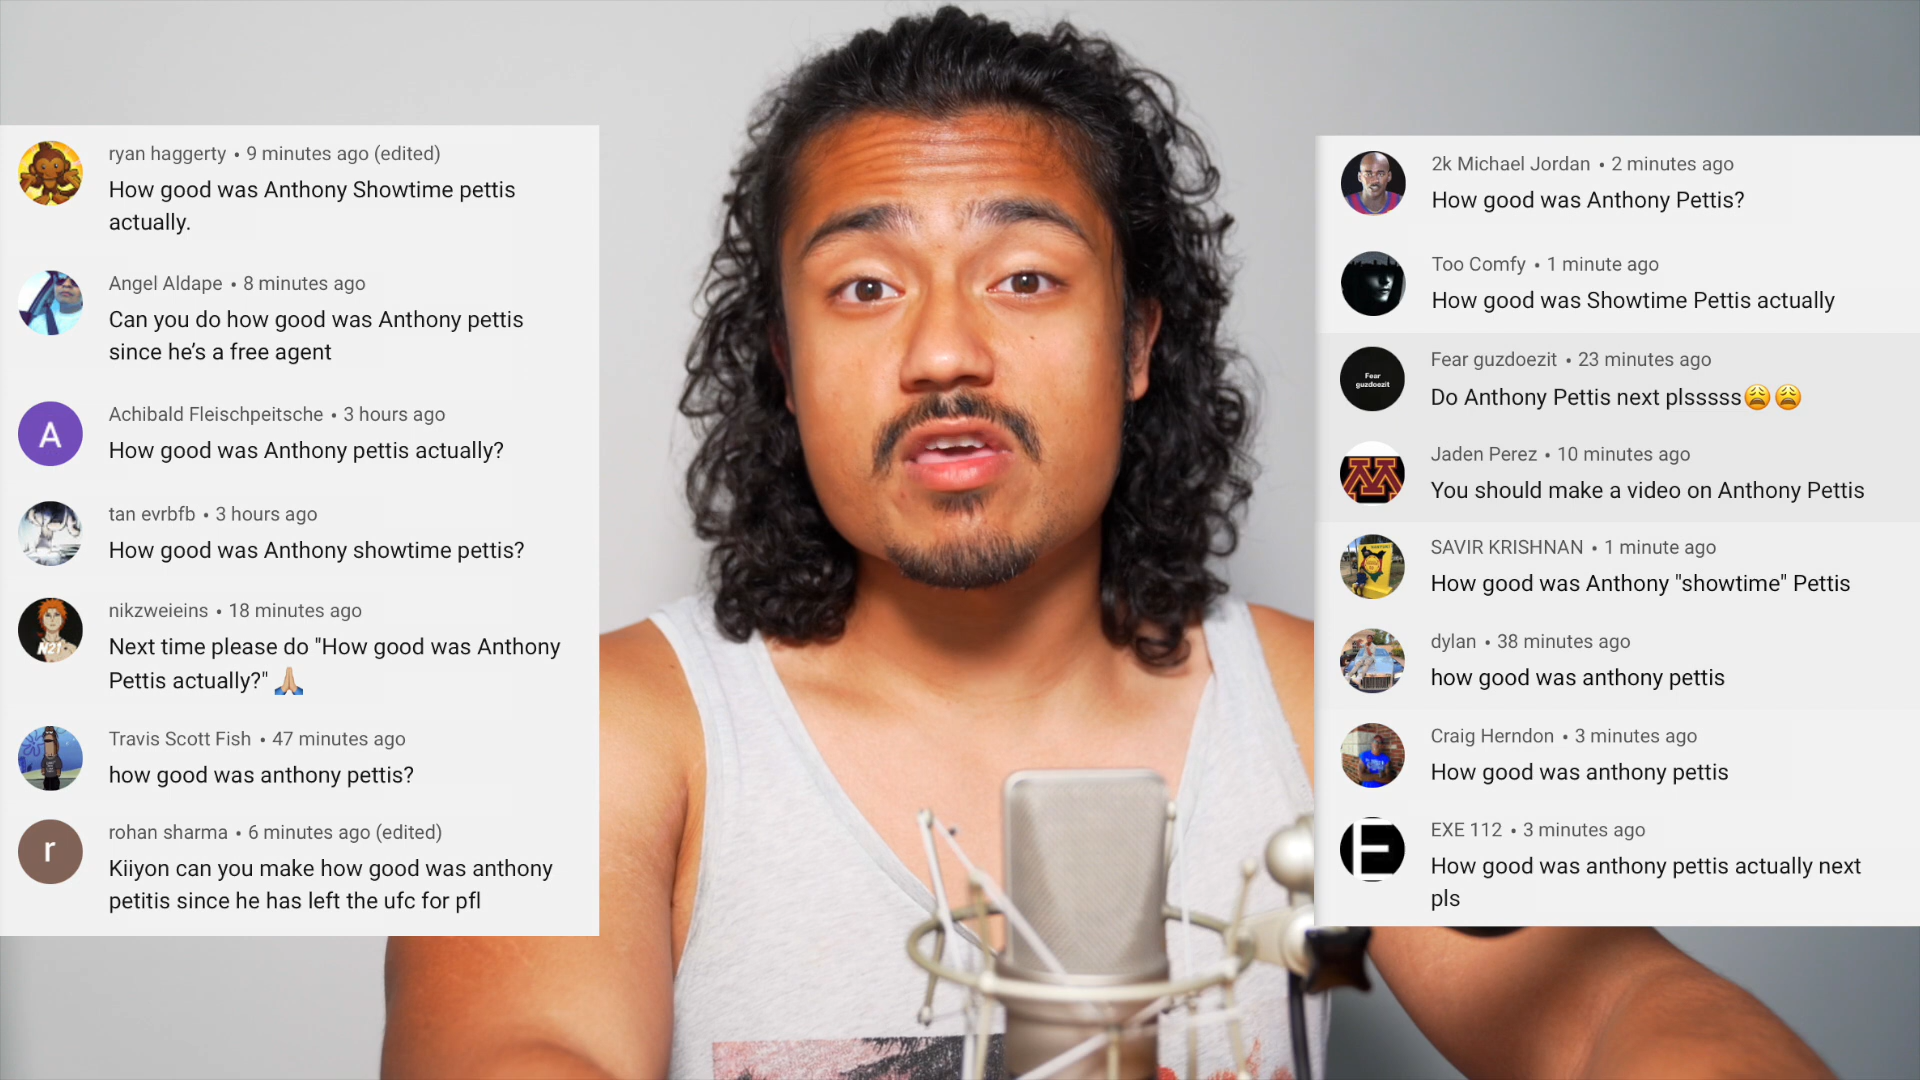 ryan haggerty • 9 minutes ago (edited)
How good was Anthony Showtime pettis
actually.
Angel Aldape • 8 minutes ago
Can you do how good was Anthony pettis
since he's a free agent
A
Achibald Fleischpeitsche • 3 hours ago
How good was Anthony pettis actually?
tan evrbfb • 3 hours ago
How good was Anthony showtime pettis?
N21
nikzweieins • 18 minutes ago
Next time please do "How good was Anthony
Pettis actually?" 🙏🏼
Travis Scott Fish • 47 minutes ago
how good was anthony pettis?
r
rohan sharma • 6 minutes ago (edited)
Kiiyon can you make how good was anthony
petitis since he has left the ufc for pfl
2k Michael Jordan • 2 minutes ago
How good was Anthony Pettis?
Too Comfy • 1 minute ago
How good was Showtime Pettis actually
Fear
guzdoezit
Fear guzdoezit • 23 minutes ago
Do Anthony Pettis next plsssss😩😩
M
Jaden Perez • 10 minutes ago
You should make a video on Anthony Pettis
SAVIR KRISHNAN • 1 minute ago
How good was Anthony "showtime" Pettis
dylan • 38 minutes ago
how good was anthony pettis
Craig Herndon • 3 minutes ago
How good was anthony pettis
E
EXE 112 • 3 minutes ago
How good was anthony pettis actually next
pls